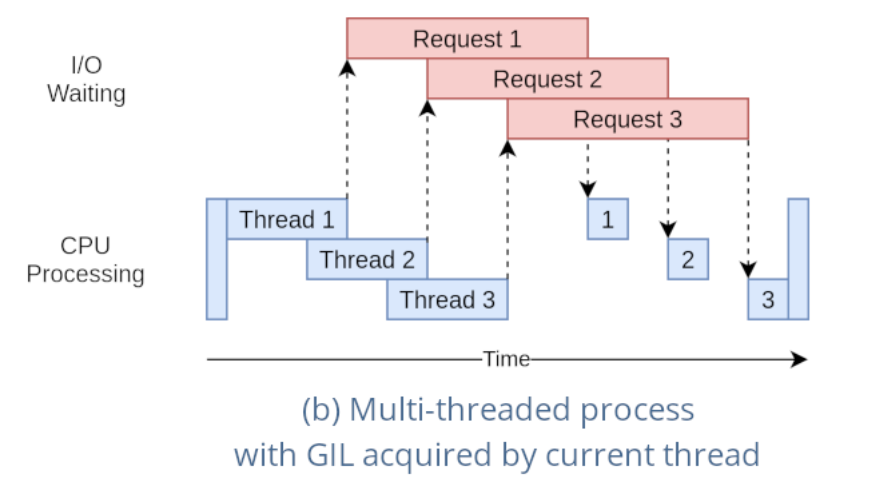 I/O
Waiting
Request 1
Request 2
Request 3
CPU
Processing
Thread 1
Thread 2
Thread 3
1
2
3
Time
(b) Multi-threaded process
with GIL acquired by current thread